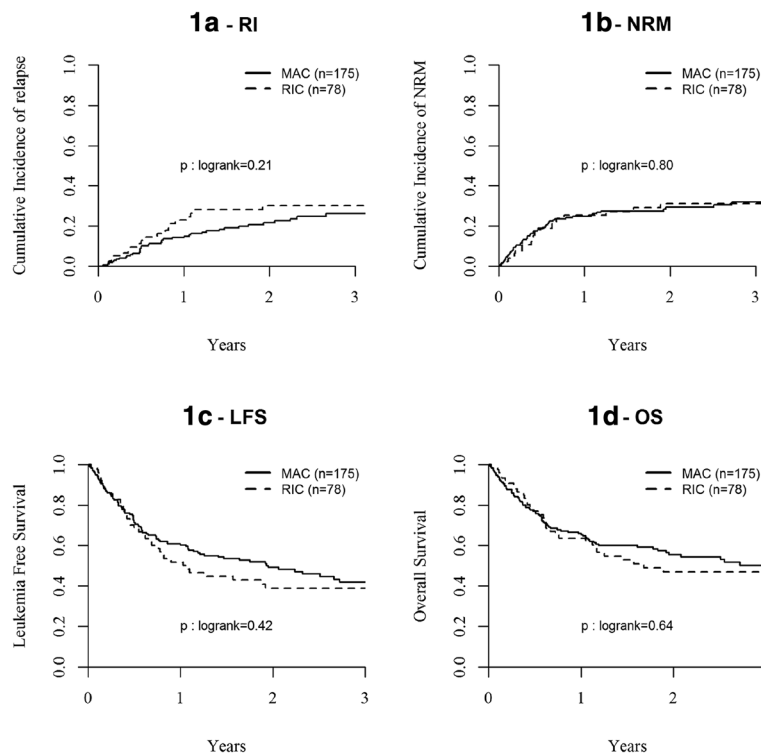 1a - RI
Cumulative Incidence of relapse
1.0
0.8
0.6
0.4
0.2
0.0
MAC (n=175)
RIC (n=78)
p : logrank=0.21
0 1 2 3
Years
1b - NRM
Cumulative Incidence of NRM
1.0
0.8
0.6
0.4
0.2
0.0
MAC (n=175)
RIC (n=78)
p : logrank=0.80
0 1 2 3
Years
1c - LFS
Leukemia Free Survival
1.0
0.8
0.6
0.4
0.2
0.0
MAC (n=175)
RIC (n=78)
p : logrank=0.42
0 1 2 3
Years
1d - OS
Overall Survival
1.0
0.8
0.6
0.4
0.2
0.0
MAC (n=175)
RIC (n=78)
p : logrank=0.64
0 1 2
Years